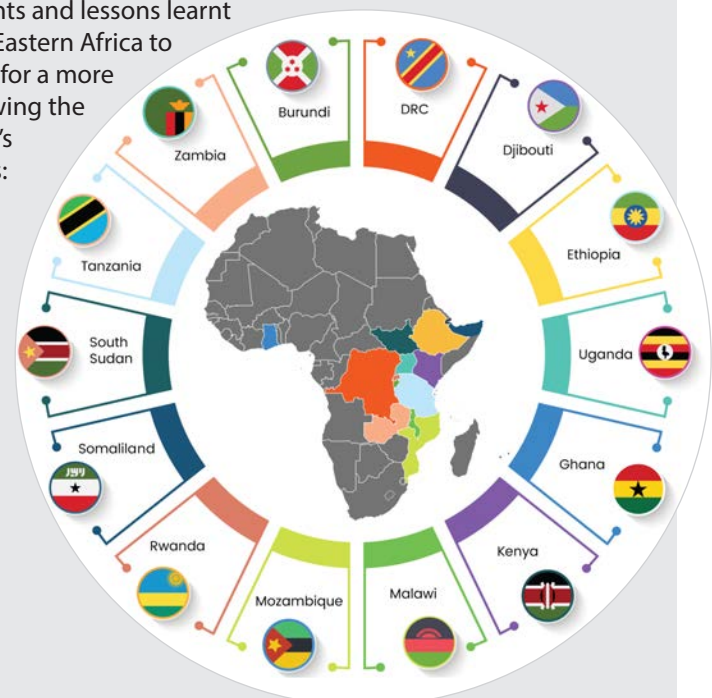 nts and lessons learnt
Eastern Africa to
for a more
ving the
's
s:
Burundi
DRC
Djibouti
Ethiopia
Uganda
Ghana
Kenya
Malawi
Mozambique
Rwanda
Somaliland
South
Sudan
Tanzania
Zambia